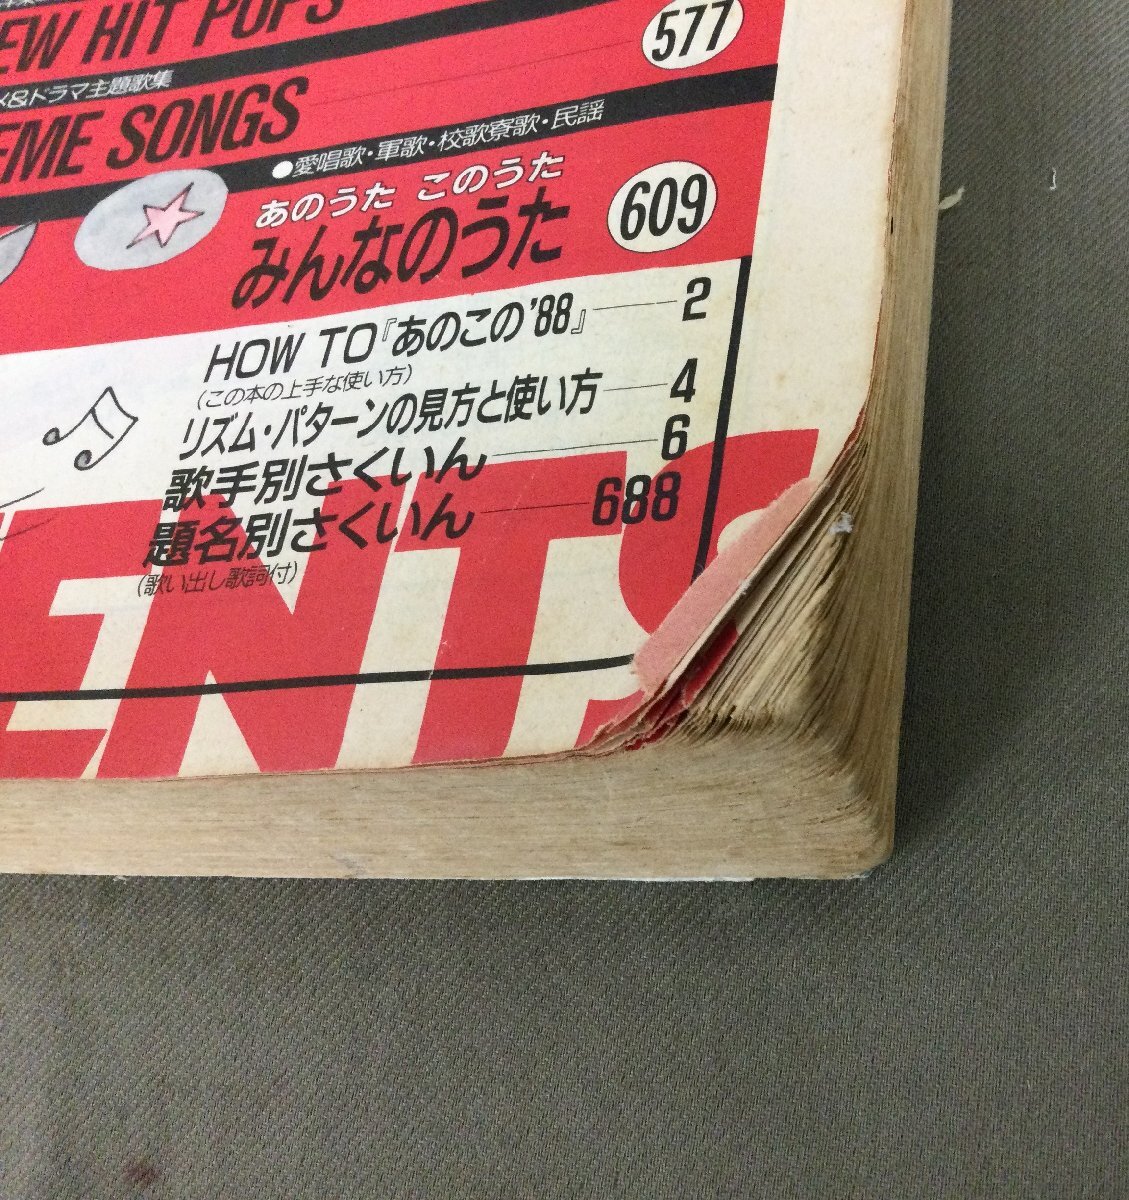 HIT POPS
577
&ドラマ主題歌集
SONGS
●愛唱歌・軍歌・校歌寮歌・民謡
あのうた このうた
みんなのうた
609
HOW TO『あのこの'88』 2
(この本の上手な使い方)
リズム・パターンの見方と使い方 4
歌手別さくいん 6
題名別さくいん 688
(歌い出し歌詞付)
ENTS